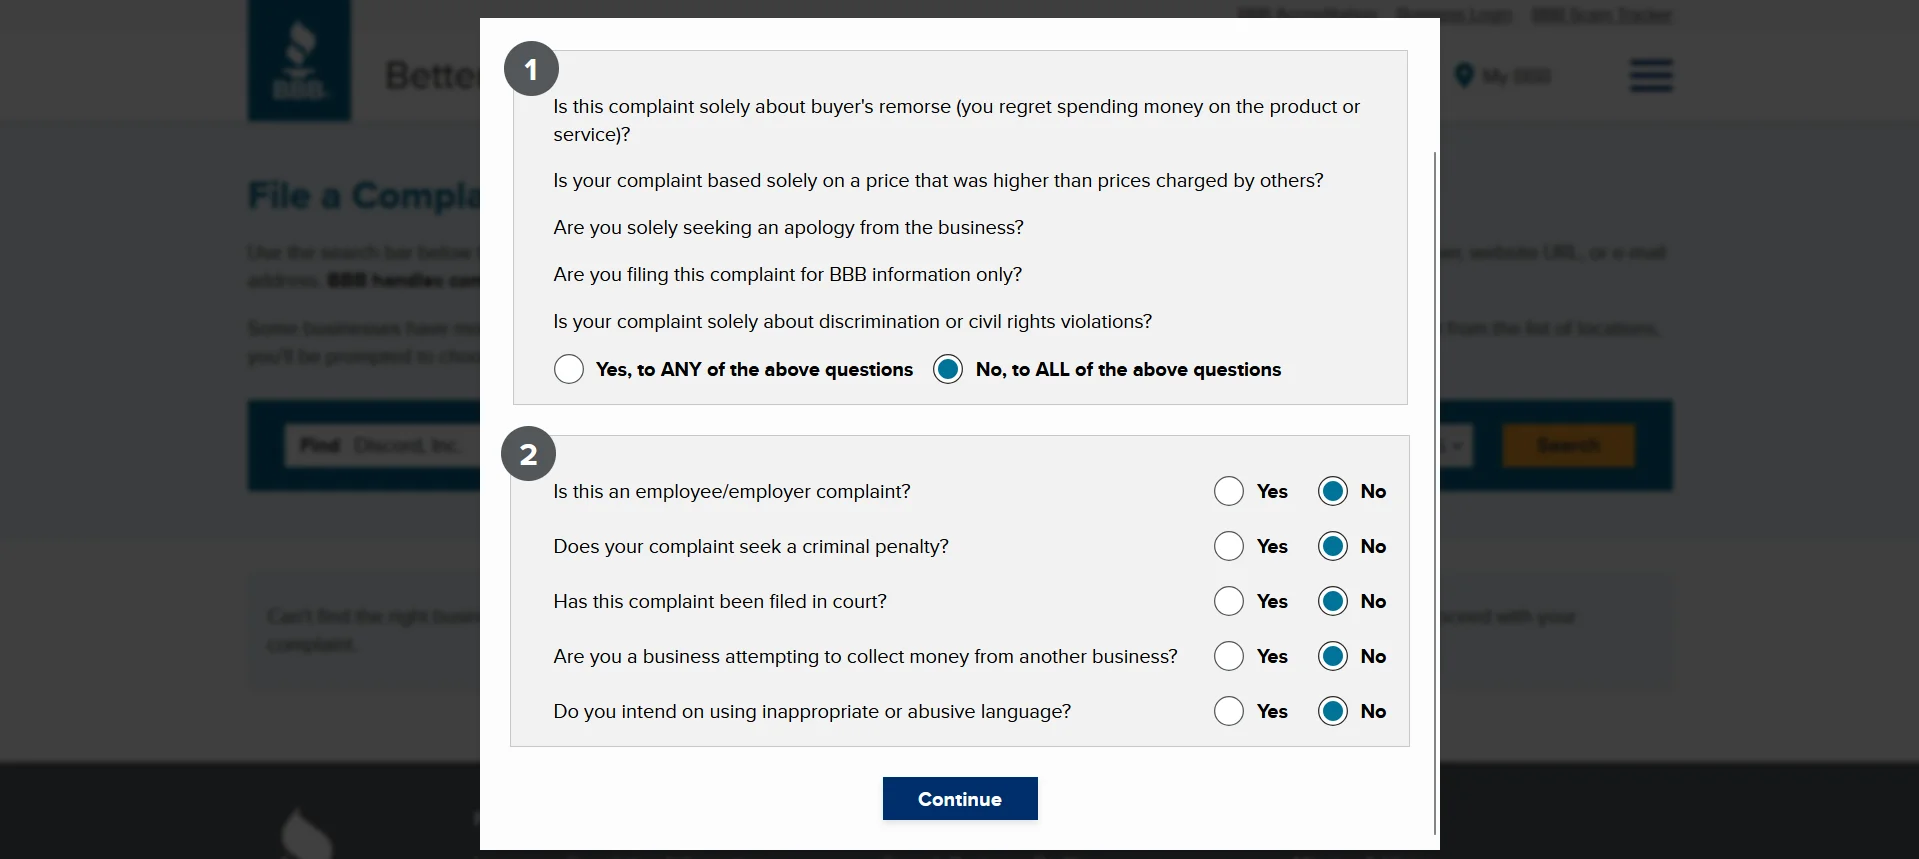 BBB Accreditation Business Login BBB Scam Tracker
BBB
Better
My BBB
1
Is this complaint solely about buyer's remorse (you regret spending money on the product or
service)?
Is your complaint based solely on a price that was higher than prices charged by others?
File a Compla
Are you solely seeking an apology from the business?
Use the search bar below
website URL, or e-mail
Are you filing this complaint for BBB information only?
address. BBB handles
Is your complaint solely about discrimination or civil rights violations?
Some businesses have
from the list of locations,
you'll be prompted to
Yes, to ANY of the above questions No, to ALL of the above questions
2
Find Discord, Inc.
Search
Is this an employee/employer complaint? Yes No
Does your complaint seek a criminal penalty? Yes No
Has this complaint been filed in court? Yes No
Can't find the right
with your
complaint.
Are you a business attempting to collect money from another business? Yes No
Do you intend on using inappropriate or abusive language? Yes No
Continue